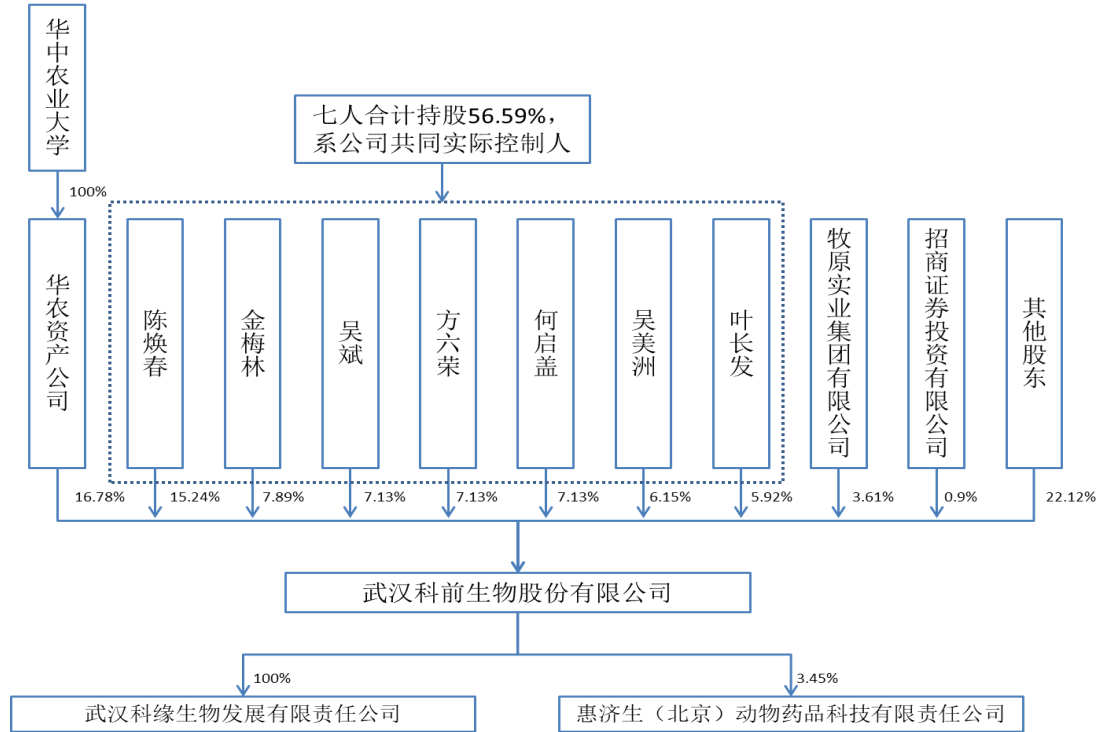 华中农业大学
七人合计持股56.59%，
系公司共同实际控制人
100%
华农资产公司
陈焕春
金梅林
吴斌
方六荣
何启盖
吴美洲
叶长发
牧原实业集团有限公司
招商证券投资有限公司
其他股东
16.78%
15.24%
7.89%
7.13%
7.13%
7.13%
6.15%
5.92%
3.61%
0.9%
22.12%
武汉科前生物股份有限公司
100%
3.45%
武汉科缘生物发展有限责任公司
惠济生（北京）动物药品科技有限责任公司